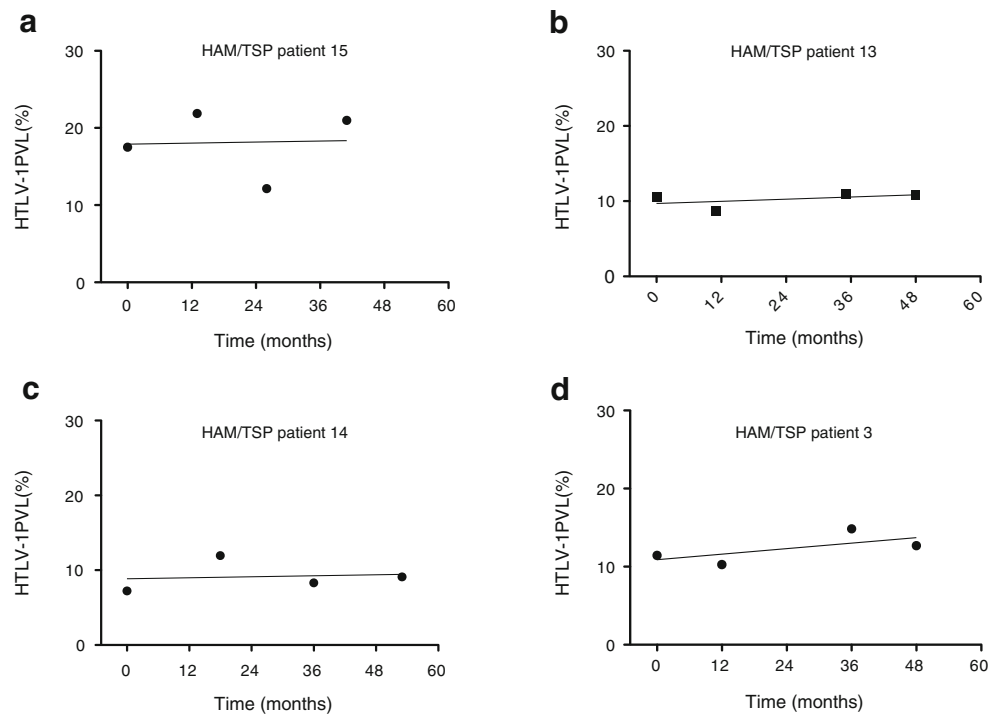 a
HAM/TSP patient 15
HTLV-1PVL(%)
30
20
10
0
0 12 24 36 48 60
Time (months)
b
HAM/TSP patient 13
HTLV-1PVL(%)
30
20
10
0
0 12 24 36 48 60
Time (months)
c
HAM/TSP patient 14
HTLV-1PVL(%)
30
20
10
0
0 12 24 36 48 60
Time (months)
d
HAM/TSP patient 3
HTLV-1PVL(%)
30
20
10
0
0 12 24 36 48 60
Time (months)